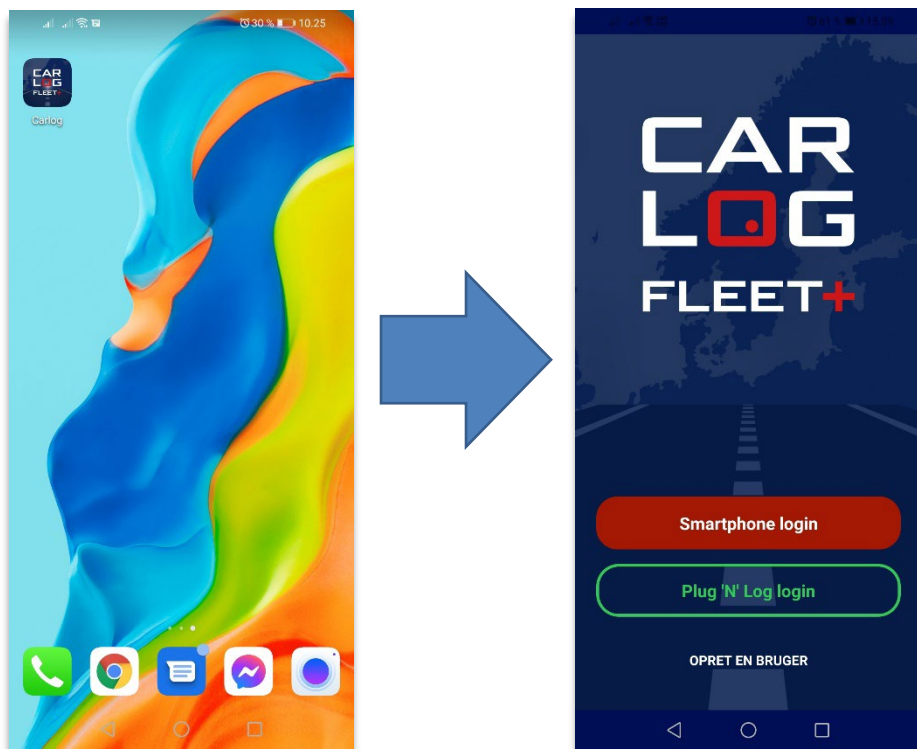 30 % 10.25
CAR
LOG
FLEET+
Carlog
CAR
LOG
FLEET+
Smartphone login
Plug 'N' Log login
OPRET EN BRUGER